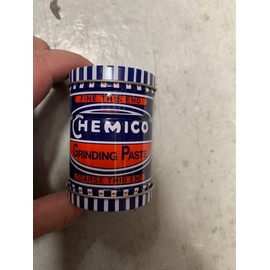 FINE THIS END
CHEMICO
GRINDING PASTE
COARSE THIS END